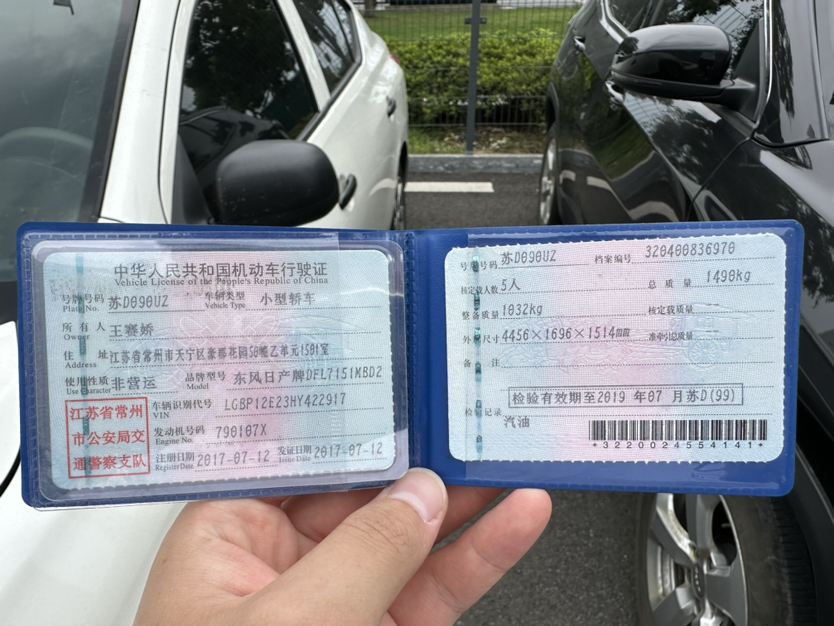 中华人民共和国机动车行驶证
Vehicle License of the People's Republic of China
号牌号码 苏D090UZ 车辆类型 小型轿车
Plate No. Vehicle Type
所有人 王赛娇
Owner
住址 江苏省常州市天宁区豪都花园50幢乙单元1501室
使用性质 非营运 品牌型号 东风日产牌DFL7151MBD2
Use Character Model
车辆识别代号 LGBP12E23HY422917
VIN
发动机号码 790107X
Engine No.
注册日期 2017-07-12 发证日期 2017-07-12
Register Date Issue Date
江苏省常州
市公安局交
通警察支队
号牌号码 苏D090UZ 档案编号 320400836970
核定载人数 5人 总质量 1490kg
整备质量 1032kg 核定载质量 --
外廓尺寸 4456×1696×1514mm 准牵引总质量 --
备注
检验有效期至2019年07月苏D(99)
检验记录
汽油
*3220024554141*